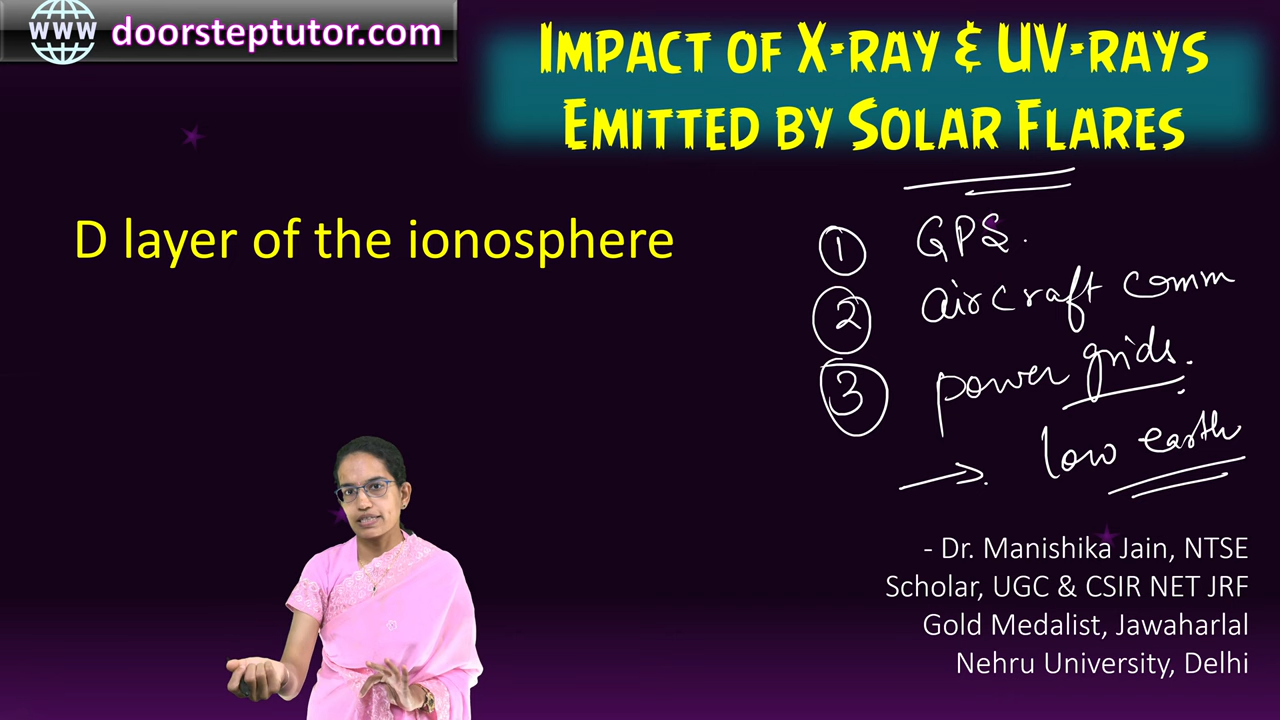 www doorsteptutor.com
IMPACT OF X-RAY & UV-RAYS
EMITTED BY SOLAR FLARES
D layer of the ionosphere
1 GPS.
2 aircraft comm
3 power grids.
→ low earth
- Dr. Manishika Jain, NTSE
Scholar, UGC & CSIR NET JRF
Gold Medalist, Jawaharlal
Nehru University, Delhi